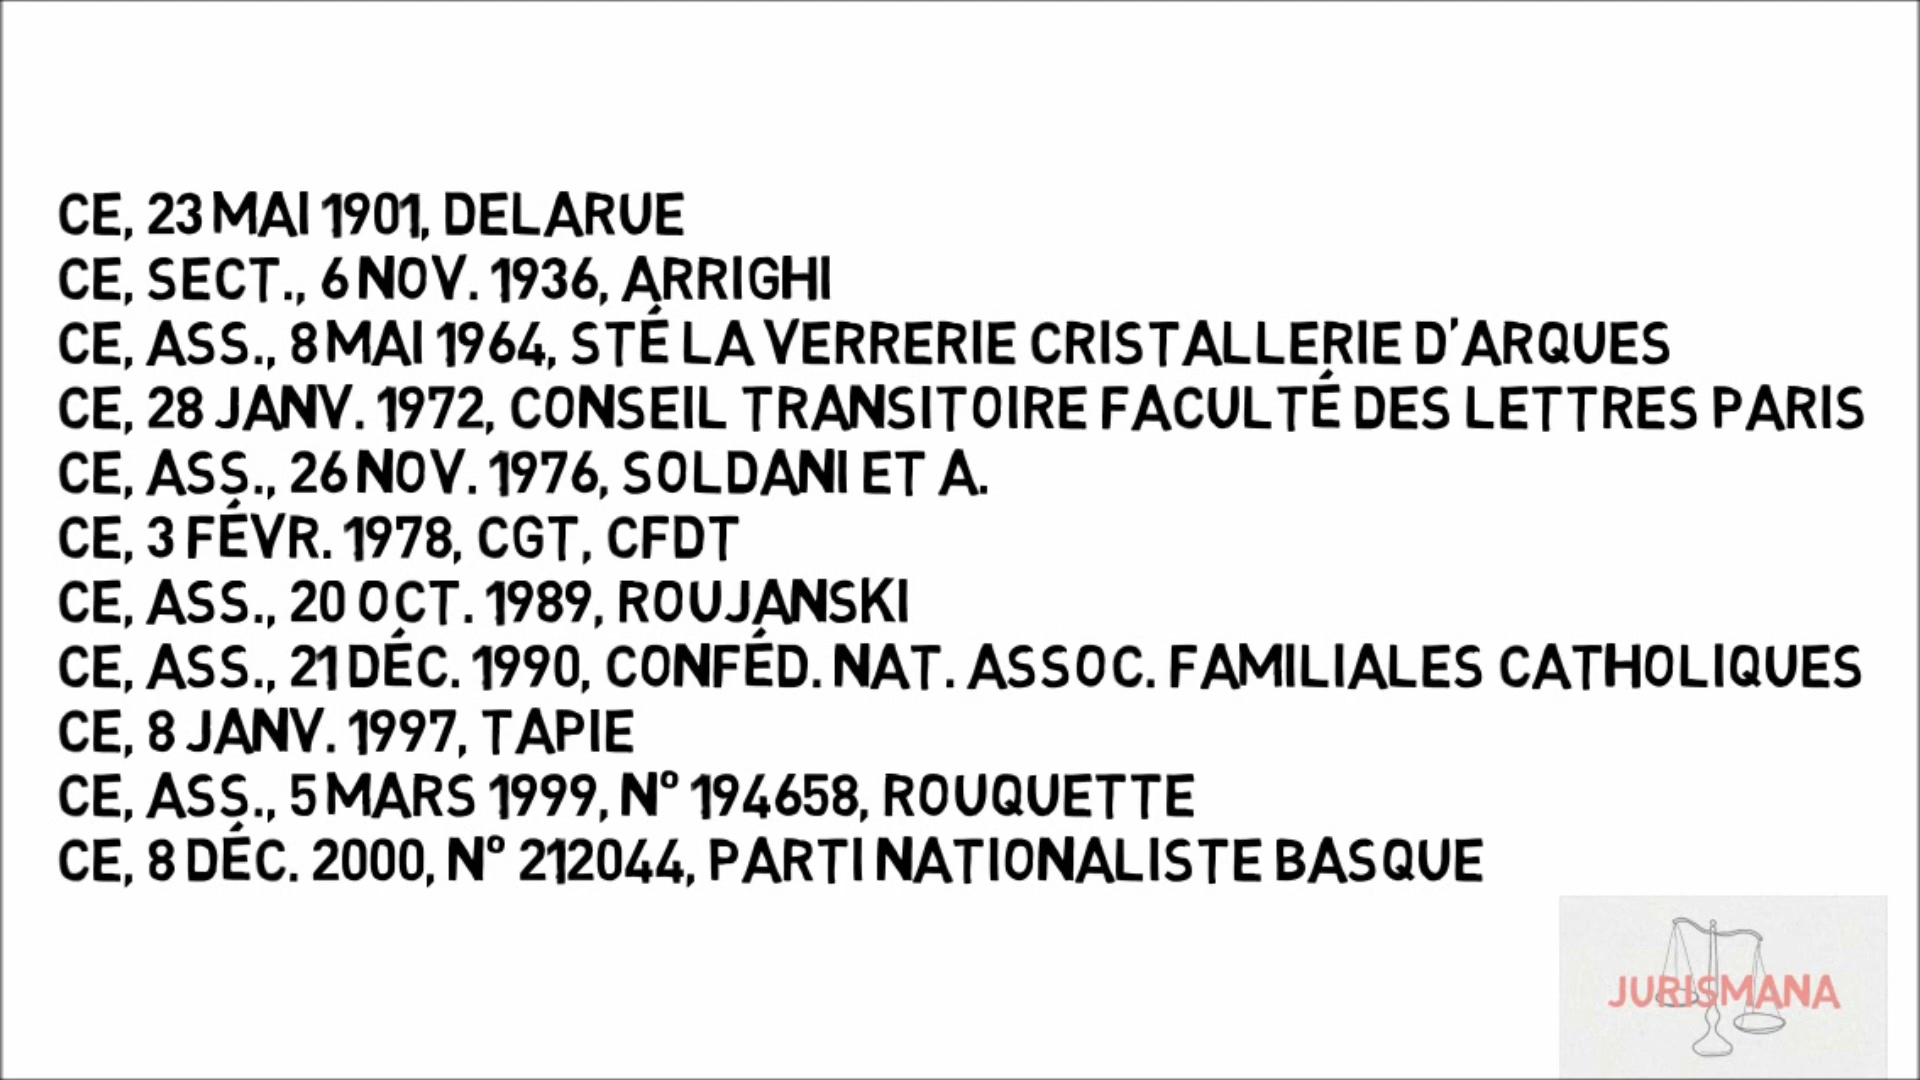 CE, 23 MAI 1901, DELARUE
CE, SECT., 6 NOV. 1936, ARRIGHI
CE, ASS., 8 MAI 1964, STÉ LA VERRERIE CRISTALLERIE D'ARQUES
CE, 28 JANV. 1972, CONSEIL TRANSITOIRE FACULTÉ DES LETTRES PARIS
CE, ASS., 26 NOV. 1976, SOLDANI ET A.
CE, 3 FÉVR. 1978, CGT, CFDT
CE, ASS., 20 OCT. 1989, ROUJANSKI
CE, ASS., 21 DÉC. 1990, CONFÉD. NAT. ASSOC. FAMILIALES CATHOLIQUES
CE, 8 JANV. 1997, TAPIE
CE, ASS., 5 MARS 1999, Nº 194658, ROUQUETTE
CE, 8 DÉC. 2000, Nº 212044, PARTI NATIONALISTE BASQUE
JURISMANA